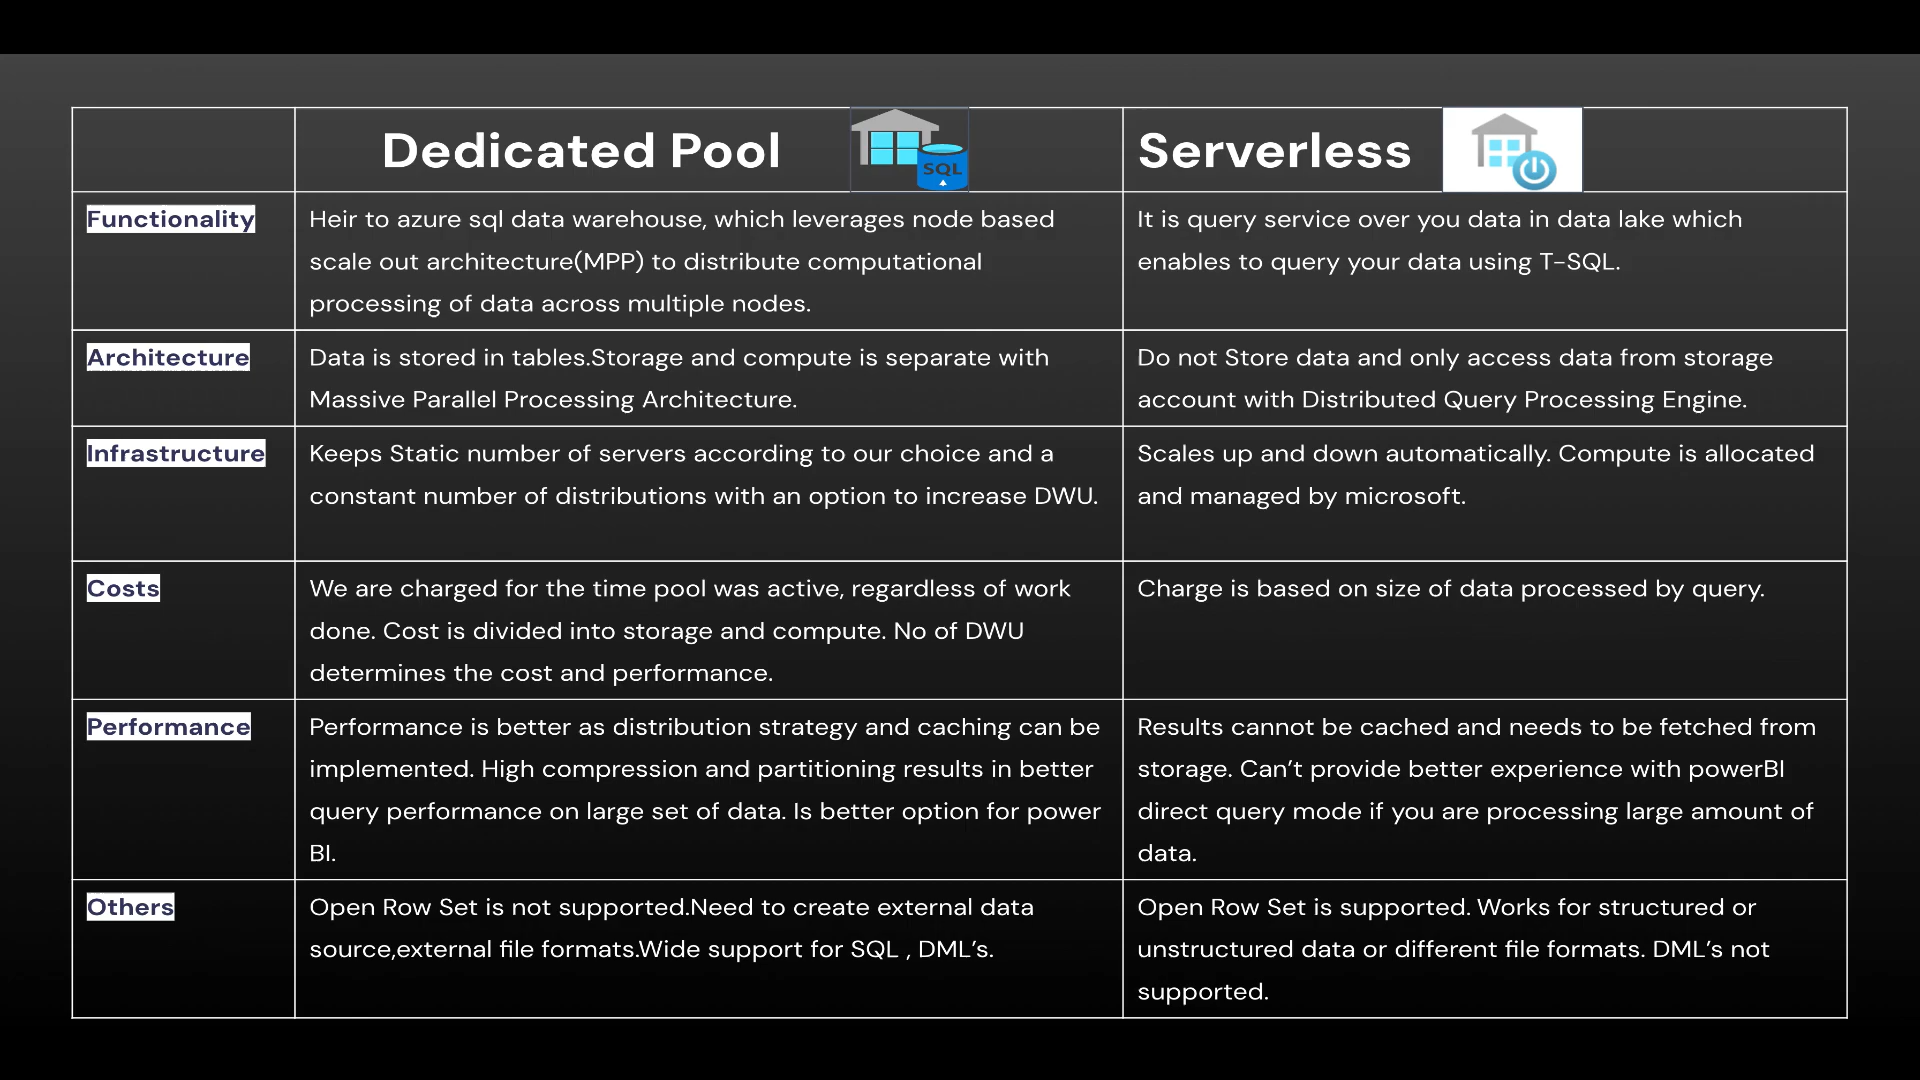 Dedicated Pool
SQL
Serverless
Functionality
Heir to azure sql data warehouse, which leverages node based
scale out architecture(MPP) to distribute computational
processing of data across multiple nodes.
It is query service over you data in data lake which
enables to query your data using T-SQL.
Architecture
Data is stored in tables.Storage and compute is separate with
Massive Parallel Processing Architecture.
Do not Store data and only access data from storage
account with Distributed Query Processing Engine.
Infrastructure
Keeps Static number of servers according to our choice and a
constant number of distributions with an option to increase DWU.
Scales up and down automatically. Compute is allocated
and managed by microsoft.
Costs
We are charged for the time pool was active, regardless of work
done. Cost is divided into storage and compute. No of DWU
determines the cost and performance.
Charge is based on size of data processed by query.
Performance
Performance is better as distribution strategy and caching can be
implemented. High compression and partitioning results in better
query performance on large set of data. Is better option for power
BI.
Results cannot be cached and needs to be fetched from
storage. Can’t provide better experience with powerBI
direct query mode if you are processing large amount of
data.
Others
Open Row Set is not supported.Need to create external data
source,external file formats.Wide support for SQL , DML’s.
Open Row Set is supported. Works for structured or
unstructured data or different file formats. DML’s not
supported.